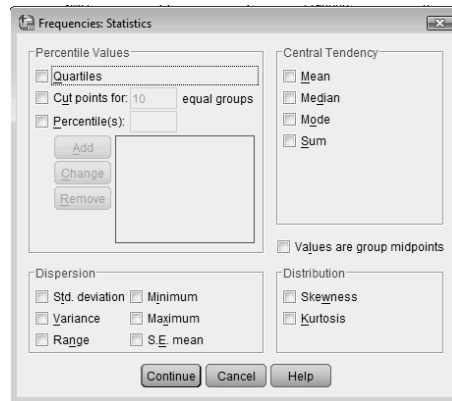 Frequencies: Statistics
Percentile Values
Quartiles
Cut points for: 10 equal groups
Percentile(s):
Add
Change
Remove
Central Tendency
Mean
Median
Mode
Sum
Values are group midpoints
Dispersion
Std. deviation Minimum
Variance Maximum
Range S.E. mean
Distribution
Skewness
Kurtosis
Continue Cancel Help